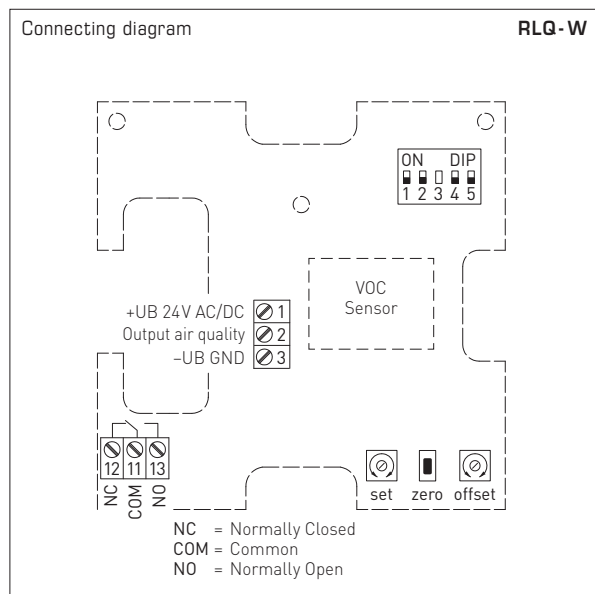 Connecting diagram RLQ-W
ON DIP
1 2 3 4 5
VOC
Sensor
+UB 24V AC/DC 1
Output air quality 2
–UB GND 3
12 11 13
NC COM NO
set zero offset
NC = Normally Closed
COM = Common
NO = Normally Open